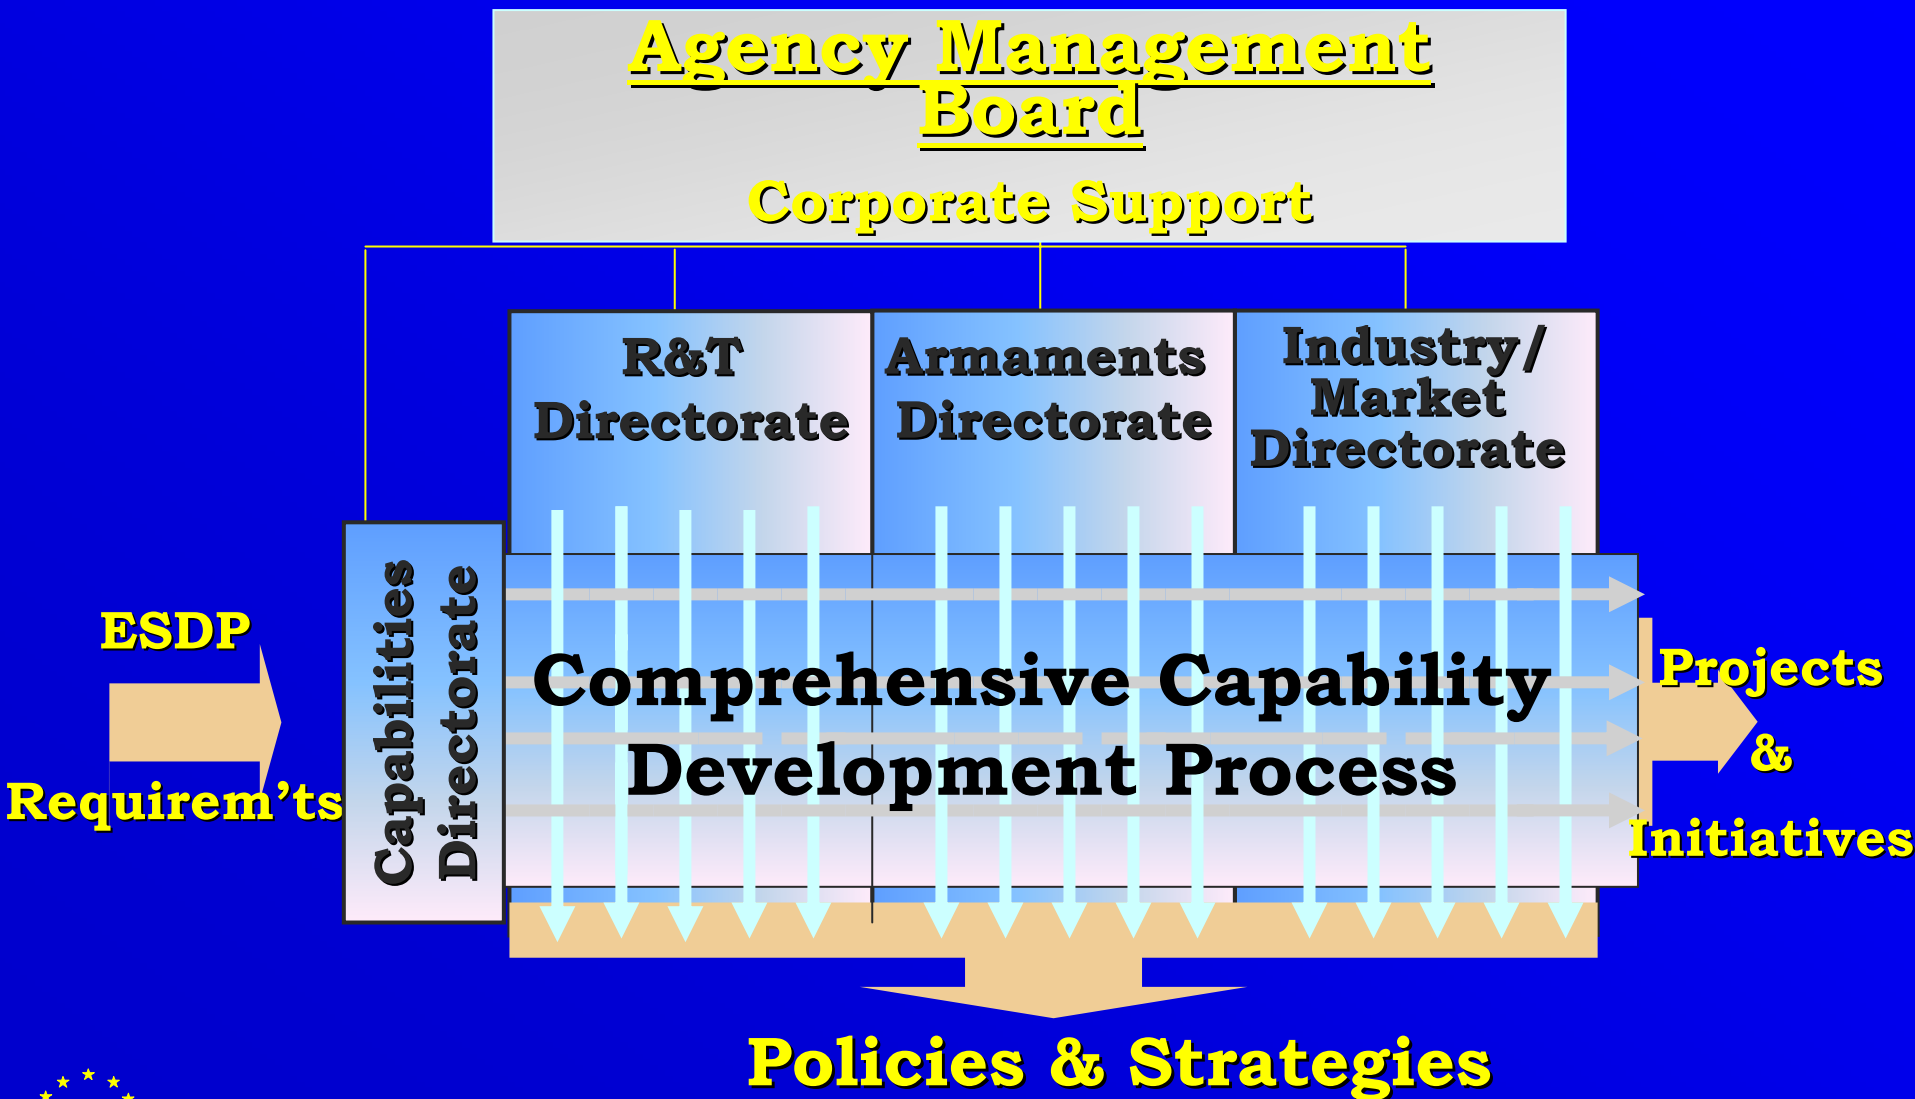 Agency Management
Board
Corporate Support
R&T
Directorate
Armaments
Directorate
Industry/
Market
Directorate
Capabilities
Directorate
ESDP
Requirem’ts
Comprehensive Capability
Development Process
Projects
&
Initiatives
Policies & Strategies